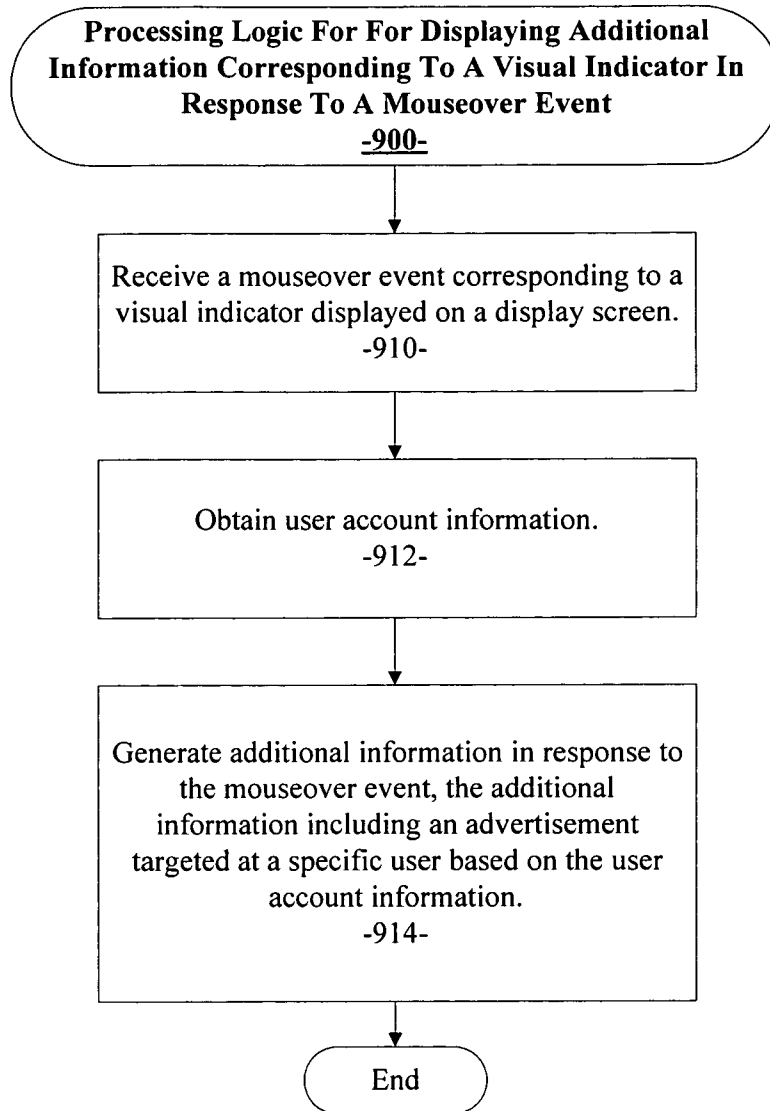 Processing Logic For For Displaying Additional
Information Corresponding To A Visual Indicator In
Response To A Mouseover Event
-900-
Receive a mouseover event corresponding to a
visual indicator displayed on a display screen.
-910-
Obtain user account information.
-912-
Generate additional information in response to
the mouseover event, the additional
information including an advertisement
targeted at a specific user based on the user
account information.
-914-
End